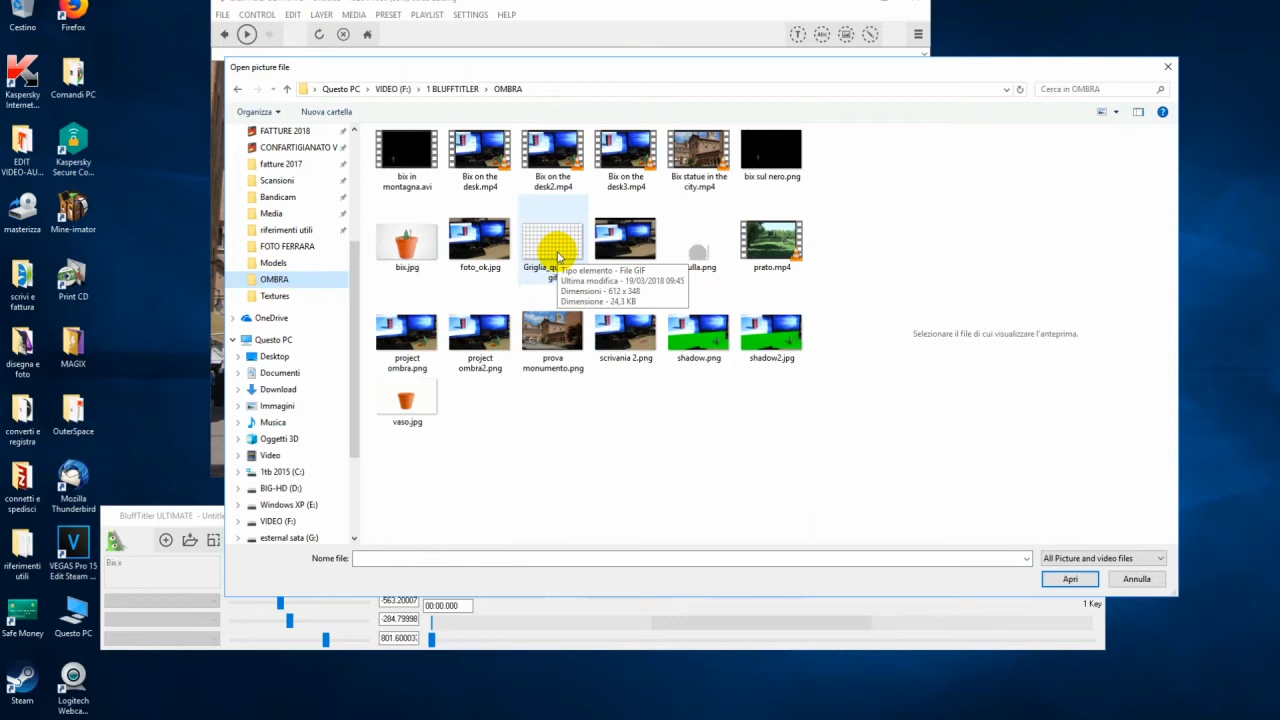 FILE CONTROL EDIT LAYER MEDIA PRESET PLAYLIST SETTINGS HELP
Cestino
Firefox
Kaspersky Internet...
Comandi PC
EDIT VIDEO-AU...
Kaspersky Secure Co...
masterizza
Mine-imator
scrivi e fattura
Print CD
disegna e foto
MAGIX
converti e registra
OuterSpace
connetti e spedisci
Mozilla Thunderbird
riferimenti utili
VEGAS Pro 15 Edit Steam ...
Safe Money
Questo PC
Steam
Logitech Webca...
Open picture file
Questo PC > VIDEO (F:) > 1 BLUFFTITLER > OMBRA
Cerca in OMBRA
Organizza
Nuova cartella
FATTURE 2018
CONFARTIGIANATO V
fatture 2017
Scansioni
Bandicam
Media
riferimenti utili
FOTO FERRARA
Models
OMBRA
Textures
OneDrive
Questo PC
Desktop
Documenti
Download
Immagini
Musica
Oggetti 3D
Video
1tb 2015 (C:)
BIG-HD (D:)
Windows XP (E:)
VIDEO (F:)
esternal sata (G:)
bix in montagna.avi
Bix on the desk.mp4
Bix on the desk2.mp4
Bix on the desk3.mp4
Bix statue in the city.mp4
bix sul nero.png
bix.jpg
foto_ok.jpg
prato.mp4
Tipo elemento - File GIF
Ultima modifica - 19/03/2018 09:45
Dimensioni - 612 x 348
Dimensione - 24,3 KB
project ombra.png
project ombra2.png
prova monumento.png
scrivania 2.png
shadow.png
shadow2.jpg
vaso.jpg
Selezionare il file di cui visualizzare l'anteprima.
Nome file:
All Picture and video files
Apri
Annulla
BluffTitler ULTIMATE - Untitle
Bix x
-563.20007
-284.79998
00:00.000
1 Key